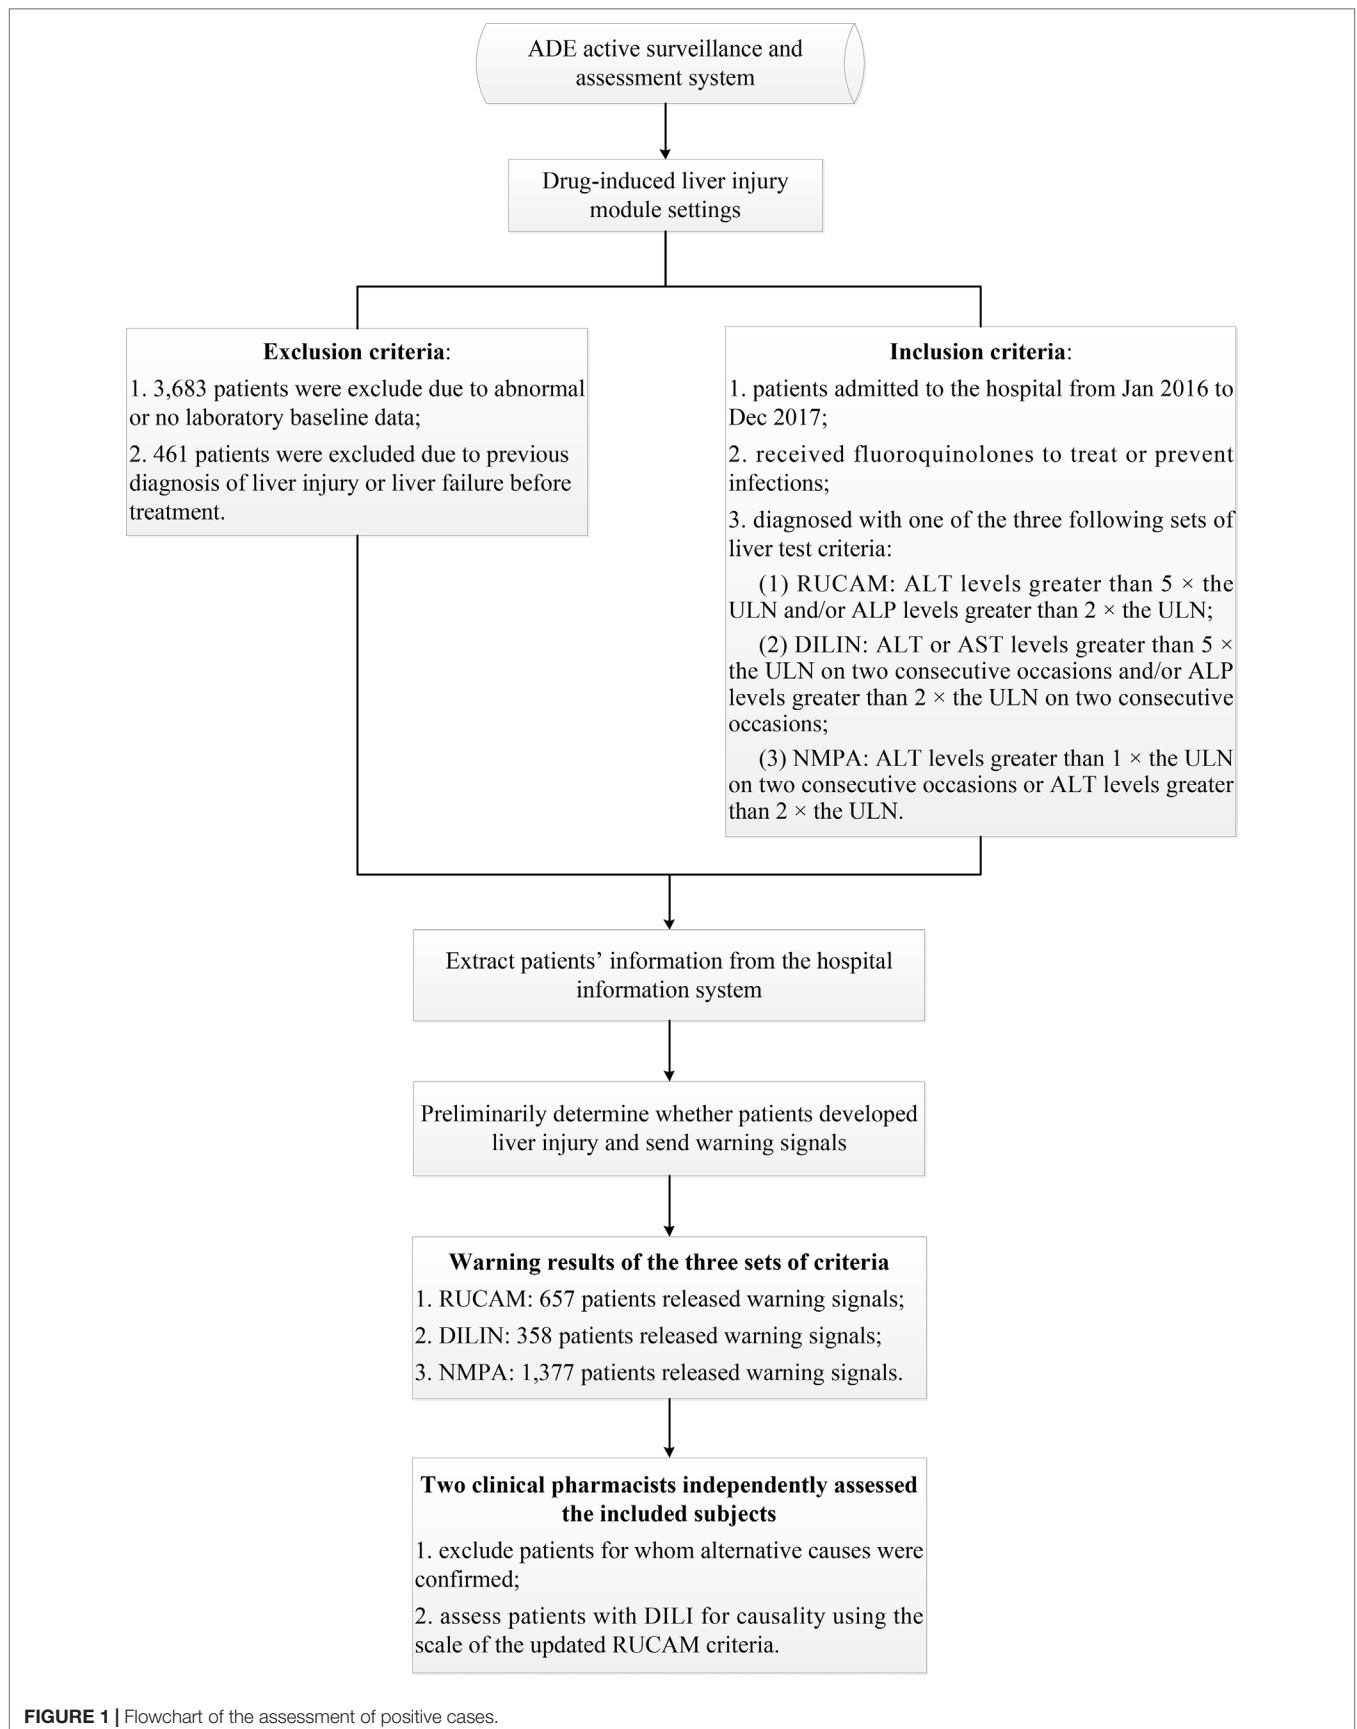 ADE active surveillance and
assessment system
Drug-induced liver injury
module settings
Exclusion criteria:
1. 3,683 patients were exclude due to abnormal
or no laboratory baseline data;
2. 461 patients were excluded due to previous
diagnosis of liver injury or liver failure before
treatment.
Inclusion criteria:
1. patients admitted to the hospital from Jan 2016 to
Dec 2017;
2. received fluoroquinolones to treat or prevent
infections;
3. diagnosed with one of the three following sets of
liver test criteria:
(1) RUCAM: ALT levels greater than 5 × the
ULN and/or ALP levels greater than 2 × the ULN;
(2) DILIN: ALT or AST levels greater than 5 ×
the ULN on two consecutive occasions and/or ALP
levels greater than 2 × the ULN on two consecutive
occasions;
(3) NMPA: ALT levels greater than 1 × the ULN
on two consecutive occasions or ALT levels greater
than 2 × the ULN.
Extract patients’ information from the hospital
information system
Preliminarily determine whether patients developed
liver injury and send warning signals
Warning results of the three sets of criteria
1. RUCAM: 657 patients released warning signals;
2. DILIN: 358 patients released warning signals;
3. NMPA: 1,377 patients released warning signals.
Two clinical pharmacists independently assessed
the included subjects
1. exclude patients for whom alternative causes were
confirmed;
2. assess patients with DILI for causality using the
scale of the updated RUCAM criteria.
FIGURE 1 | Flowchart of the assessment of positive cases.